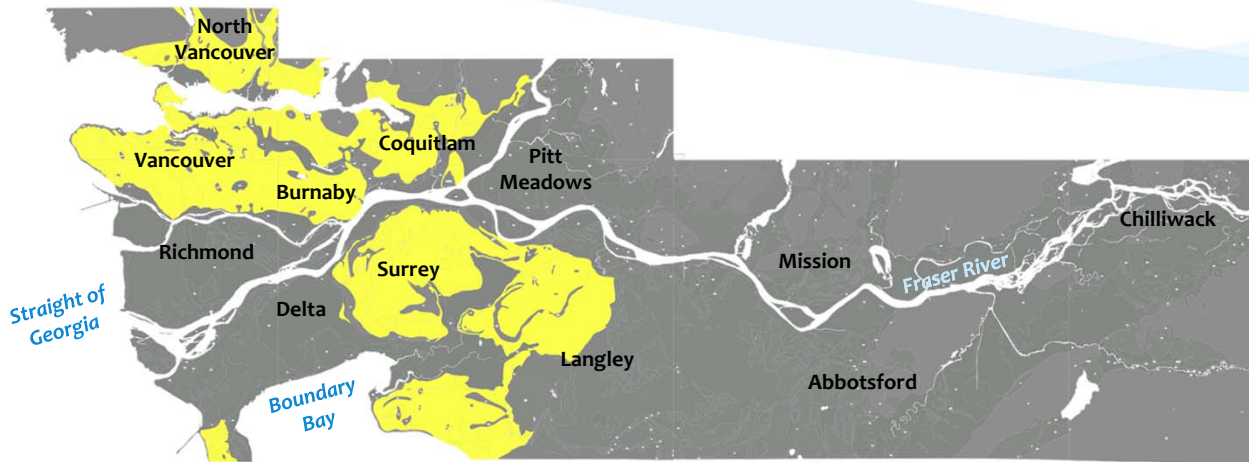 North
Vancouver
Coquitlam
Vancouver
Pitt
Meadows
Burnaby
Chilliwack
Richmond
Surrey
Mission
Fraser River
Straight of
Georgia
Delta
Langley
Abbotsford
Boundary
Bay